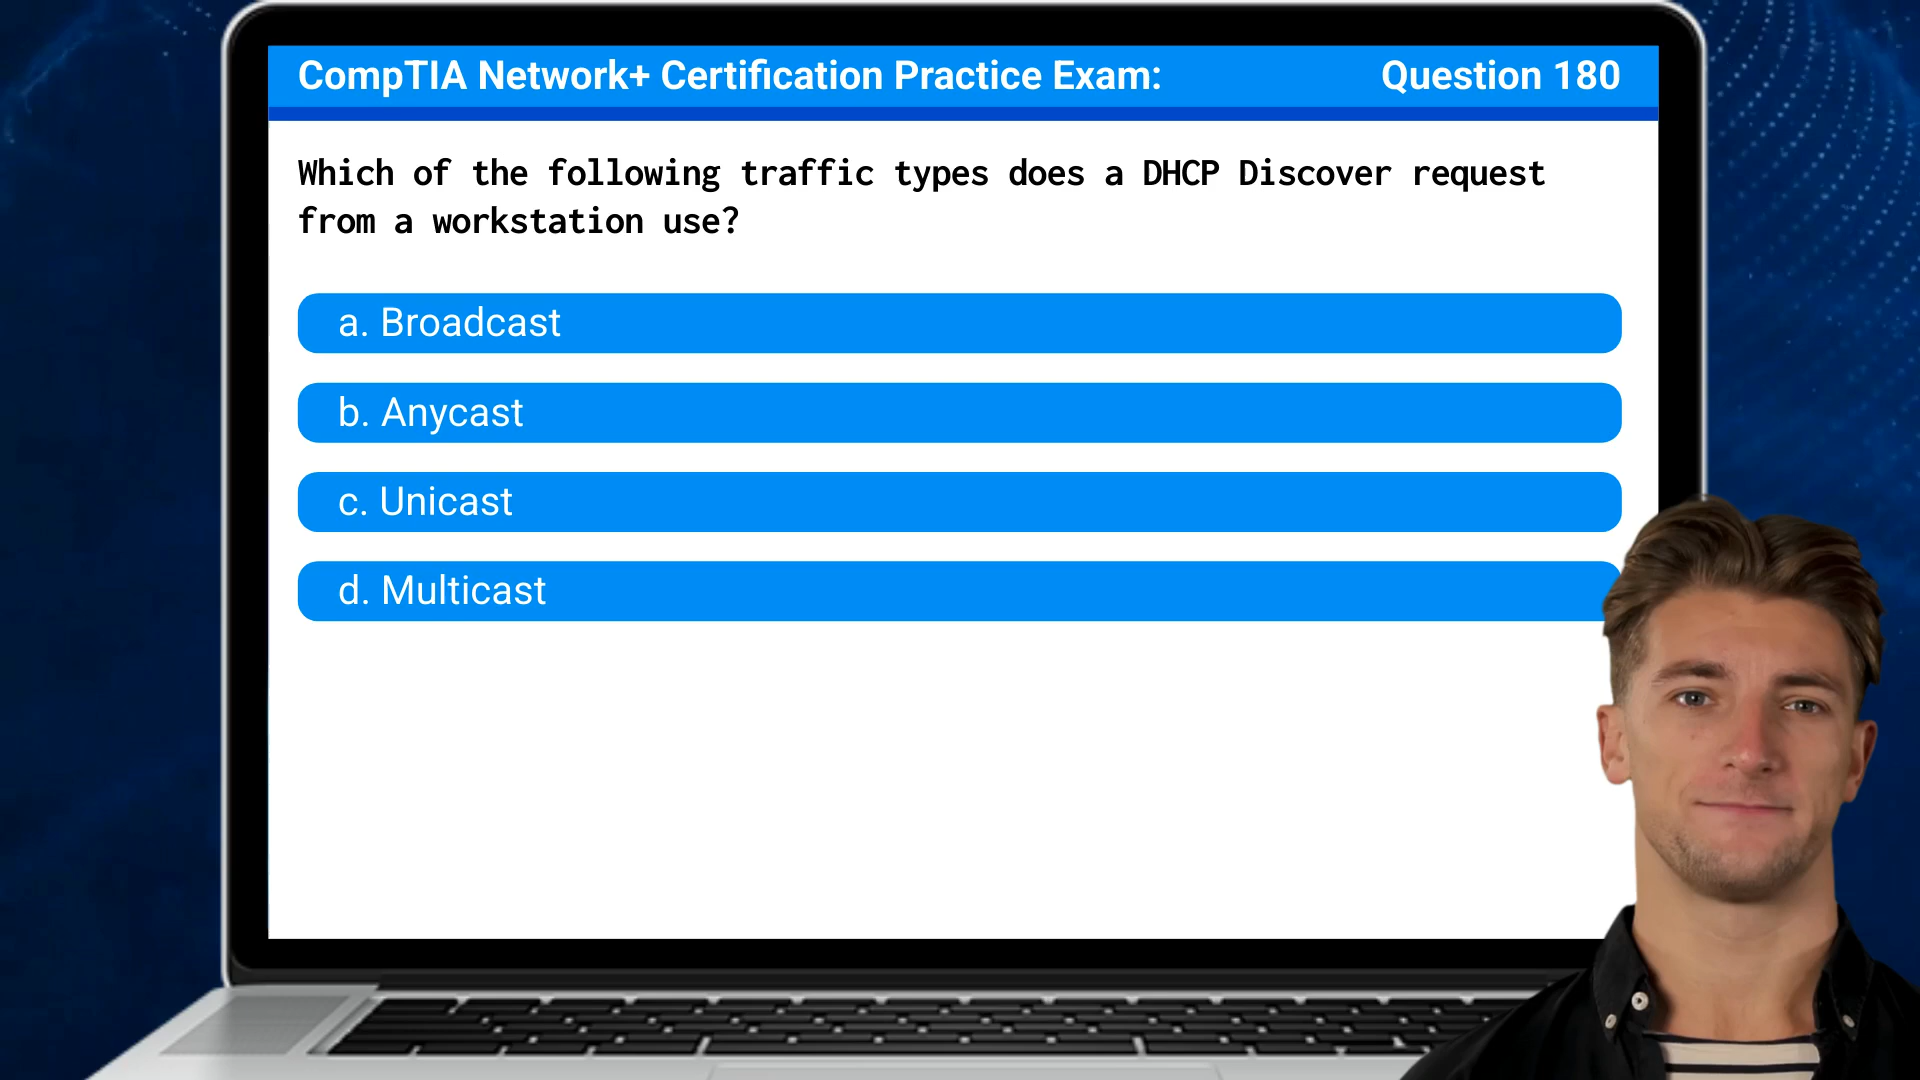 CompTIA Network+ Certification Practice Exam: Question 180
Which of the following traffic types does a DHCP Discover request
from a workstation use?
a. Broadcast
b. Anycast
c. Unicast
d. Multicast